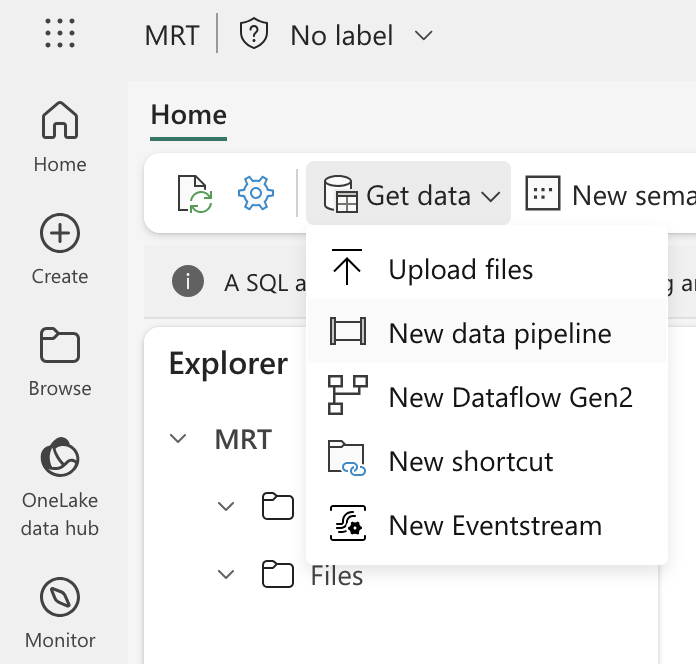 MRT
No label
Home
Home
Create
Browse
OneLake
data hub
Monitor
Get data
New sema
Upload files
New data pipeline
New Dataflow Gen2
New shortcut
New Eventstream
A SQL a
g a
Explorer
MRT
Files